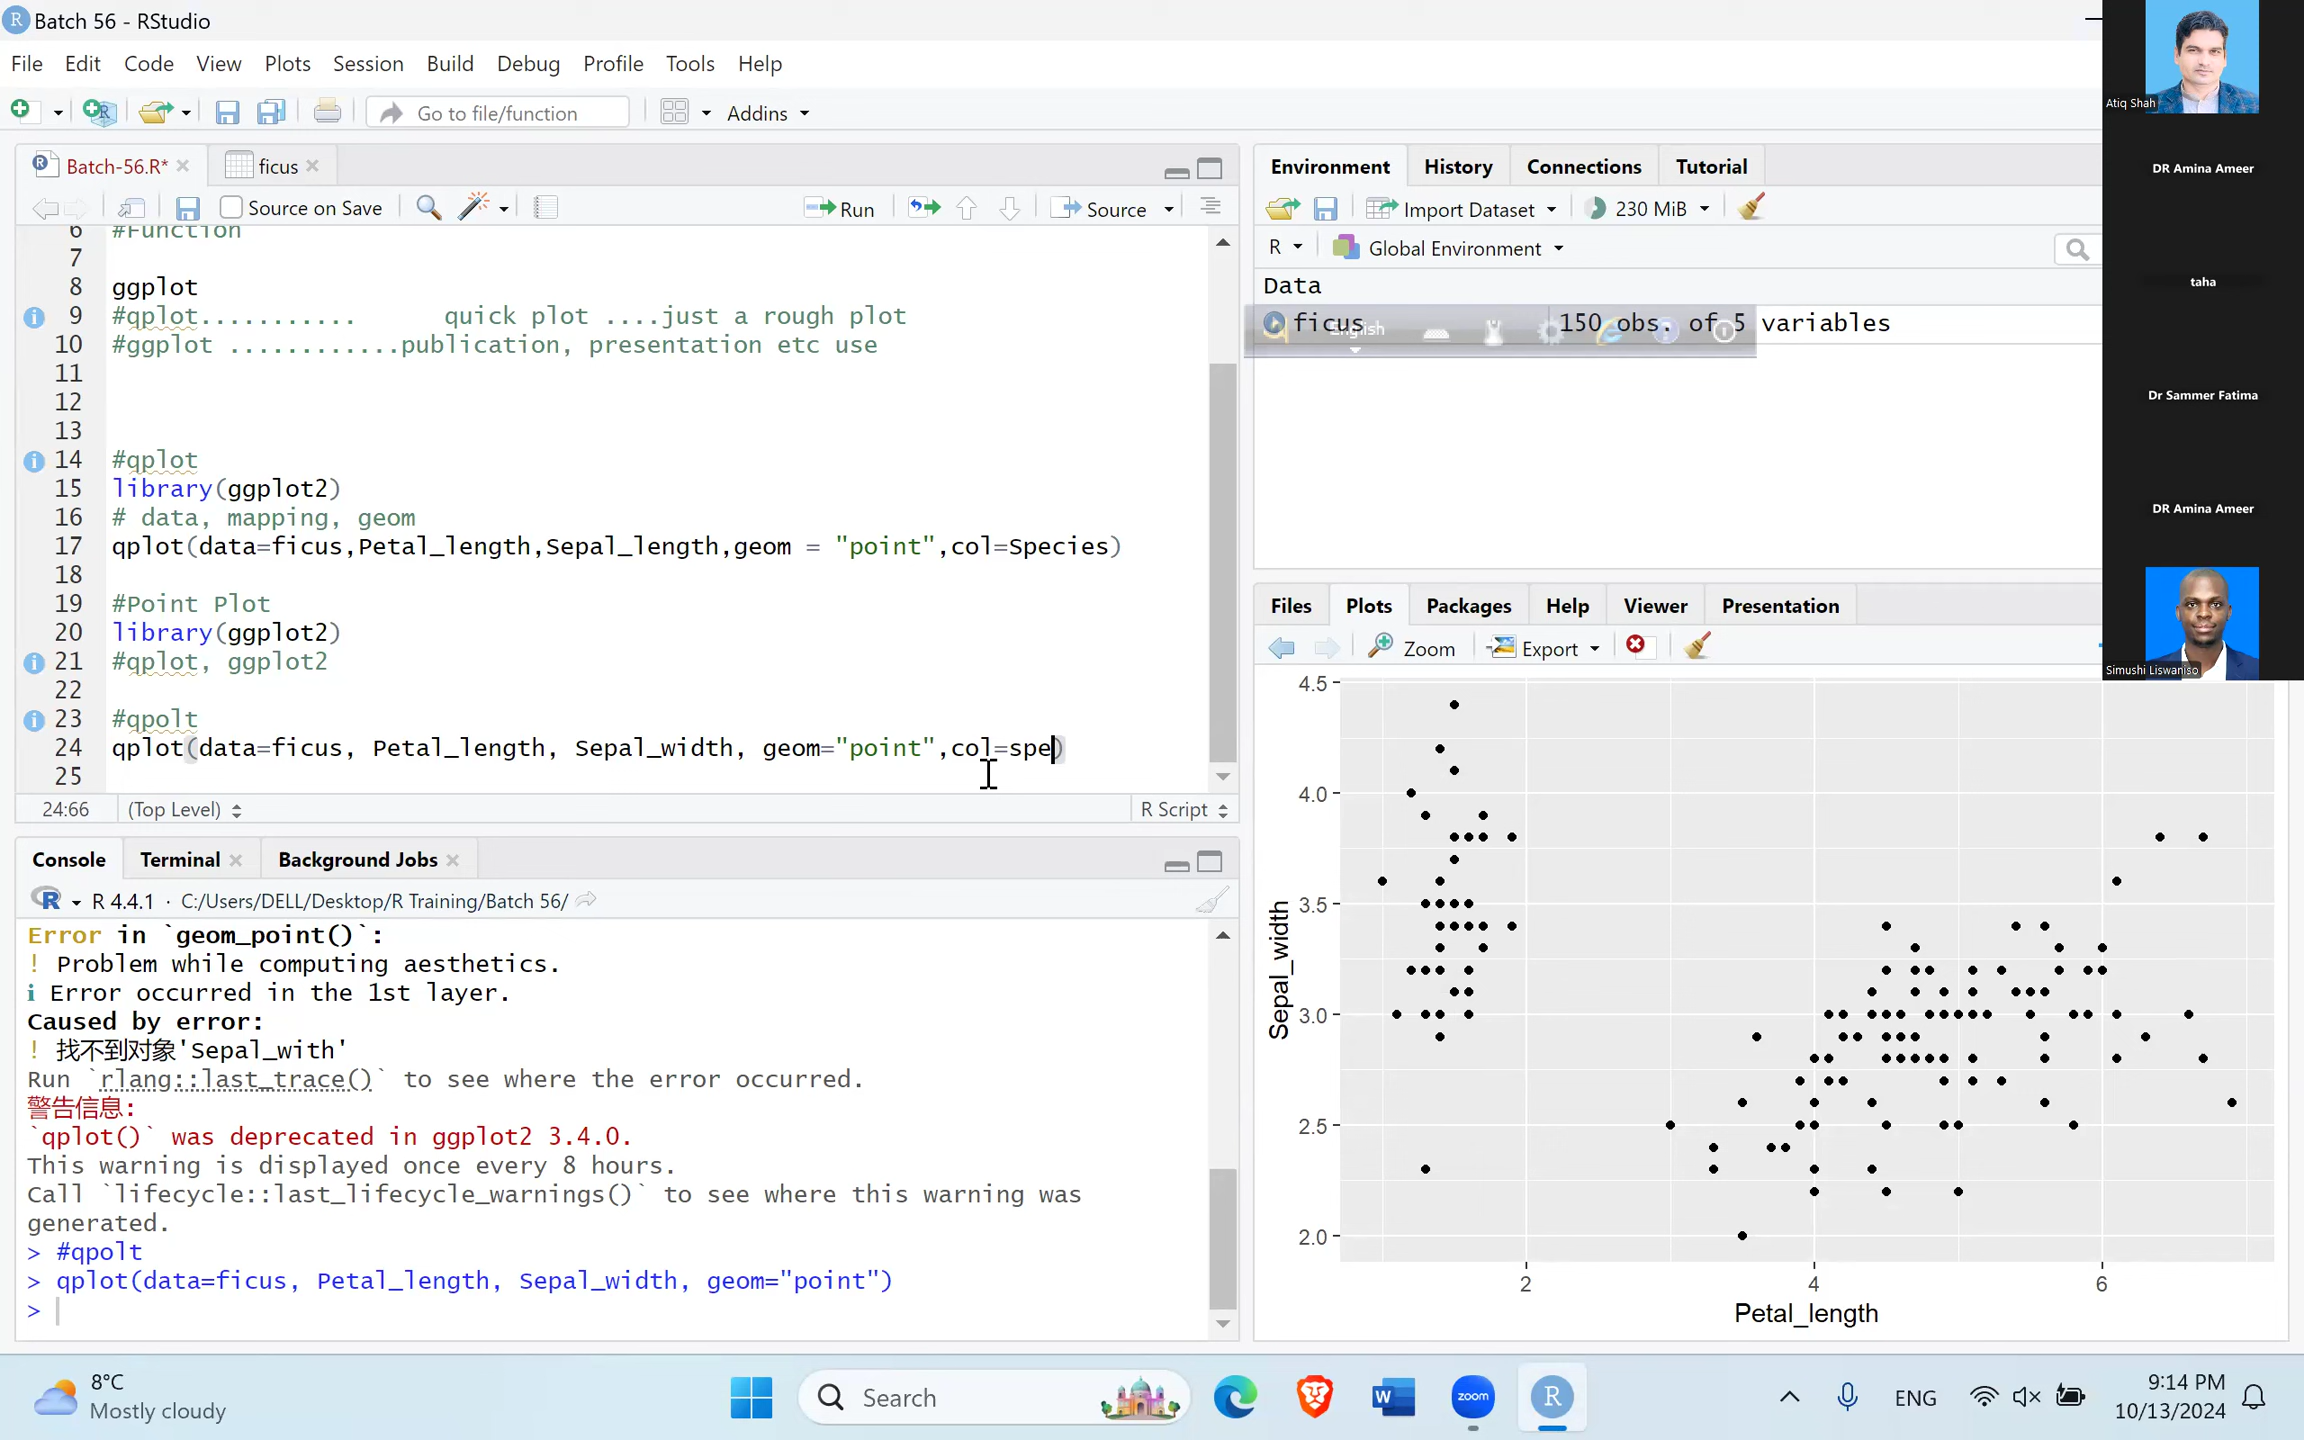 Batch 56 - RStudio
File Edit Code View Plots Session Build Debug Profile Tools Help
Go to file/function
Addins
Batch-56.R*
ficus
Source on Save
Run
Source
6 #Function
7
8 ggplot
9 #qplot........... quick plot ....just a rough plot
10 #ggplot ............publication, presentation etc use
11
12
13
14 #qplot
15 library(ggplot2)
16 # data, mapping, geom
17 qplot(data=ficus,Petal_length,Sepal_length,geom = "point",col=Species)
18
19 #Point Plot
20 library(ggplot2)
21 #qplot, ggplot2
22
23 #qpolt
24 qplot(data=ficus, Petal_length, Sepal_width, geom="point",col=spe)
25
24:66 (Top Level) R Script
Console Terminal Background Jobs
R 4.4.1 · C:/Users/DELL/Desktop/R Training/Batch 56/
Error in `geom_point()`:
! Problem while computing aesthetics.
i Error occurred in the 1st layer.
Caused by error:
! 找不到对象'Sepal_with'
Run `rlang::last_trace()` to see where the error occurred.
警告信息:
`qplot()` was deprecated in ggplot2 3.4.0.
This warning is displayed once every 8 hours.
Call `lifecycle::last_lifecycle_warnings()` to see where this warning was
generated.
> #qpolt
> qplot(data=ficus, Petal_length, Sepal_width, geom="point")
>
Environment History Connections Tutorial
Import Dataset 230 MiB
R Global Environment
Data
ficus 150 obs. of 5 variables
English
Files Plots Packages Help Viewer Presentation
Zoom Export
4.5
4.0
3.5
3.0
2.5
2.0
Sepal_width
2 4 6
Petal_length
Atiq Shah
DR Amina Ameer
taha
Dr Sammer Fatima
DR Amina Ameer
Simushi Liswaniso
8°C
Mostly cloudy
Search
zoom
ENG
9:14 PM
10/13/2024